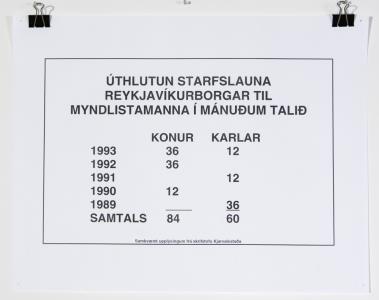 ÚTHLUTUN STARFSLAUNA
REYKJAVÍKURBORGAR TIL
MYNDLISTAMANNA Í MÁNUÐUM TALIÐ
KONUR KARLAR
1993 36 12
1992 36
1991 12
1990 12
1989 36
SAMTALS 84 60
Samkvæmt upplýsingum frá skrifstofu Kjarvalsstaða